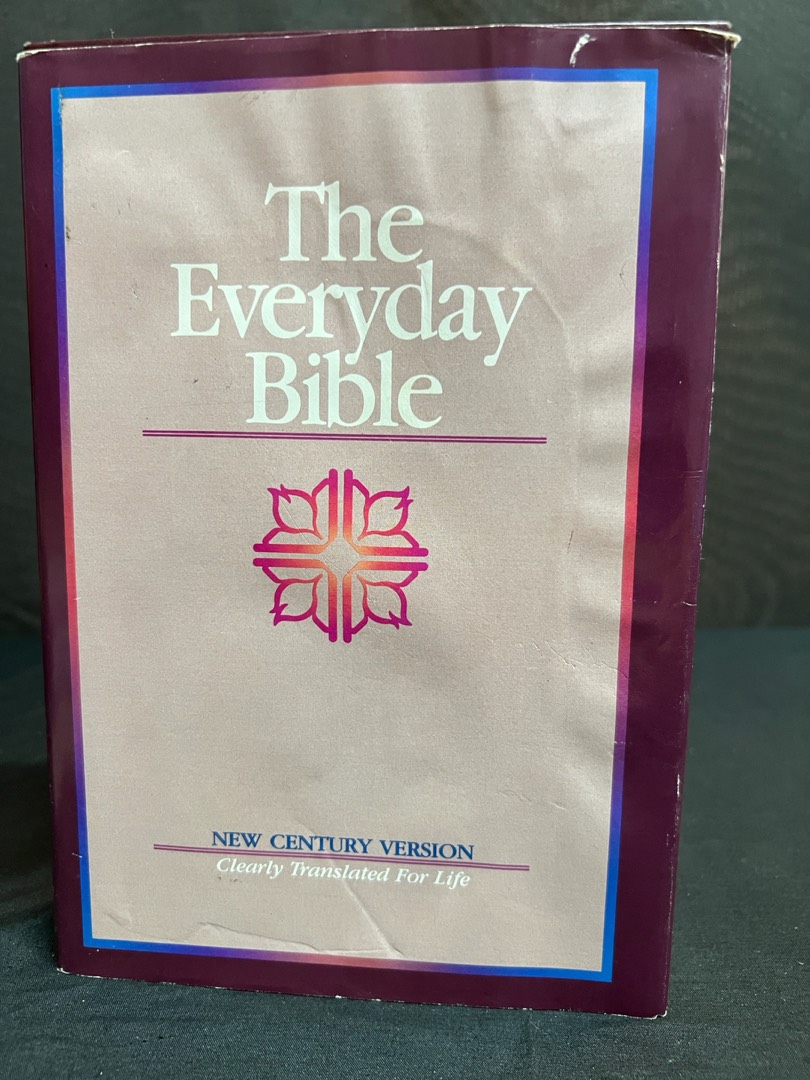 The
Everyday
Bible
NEW CENTURY VERSION
Clearly Translated For Life